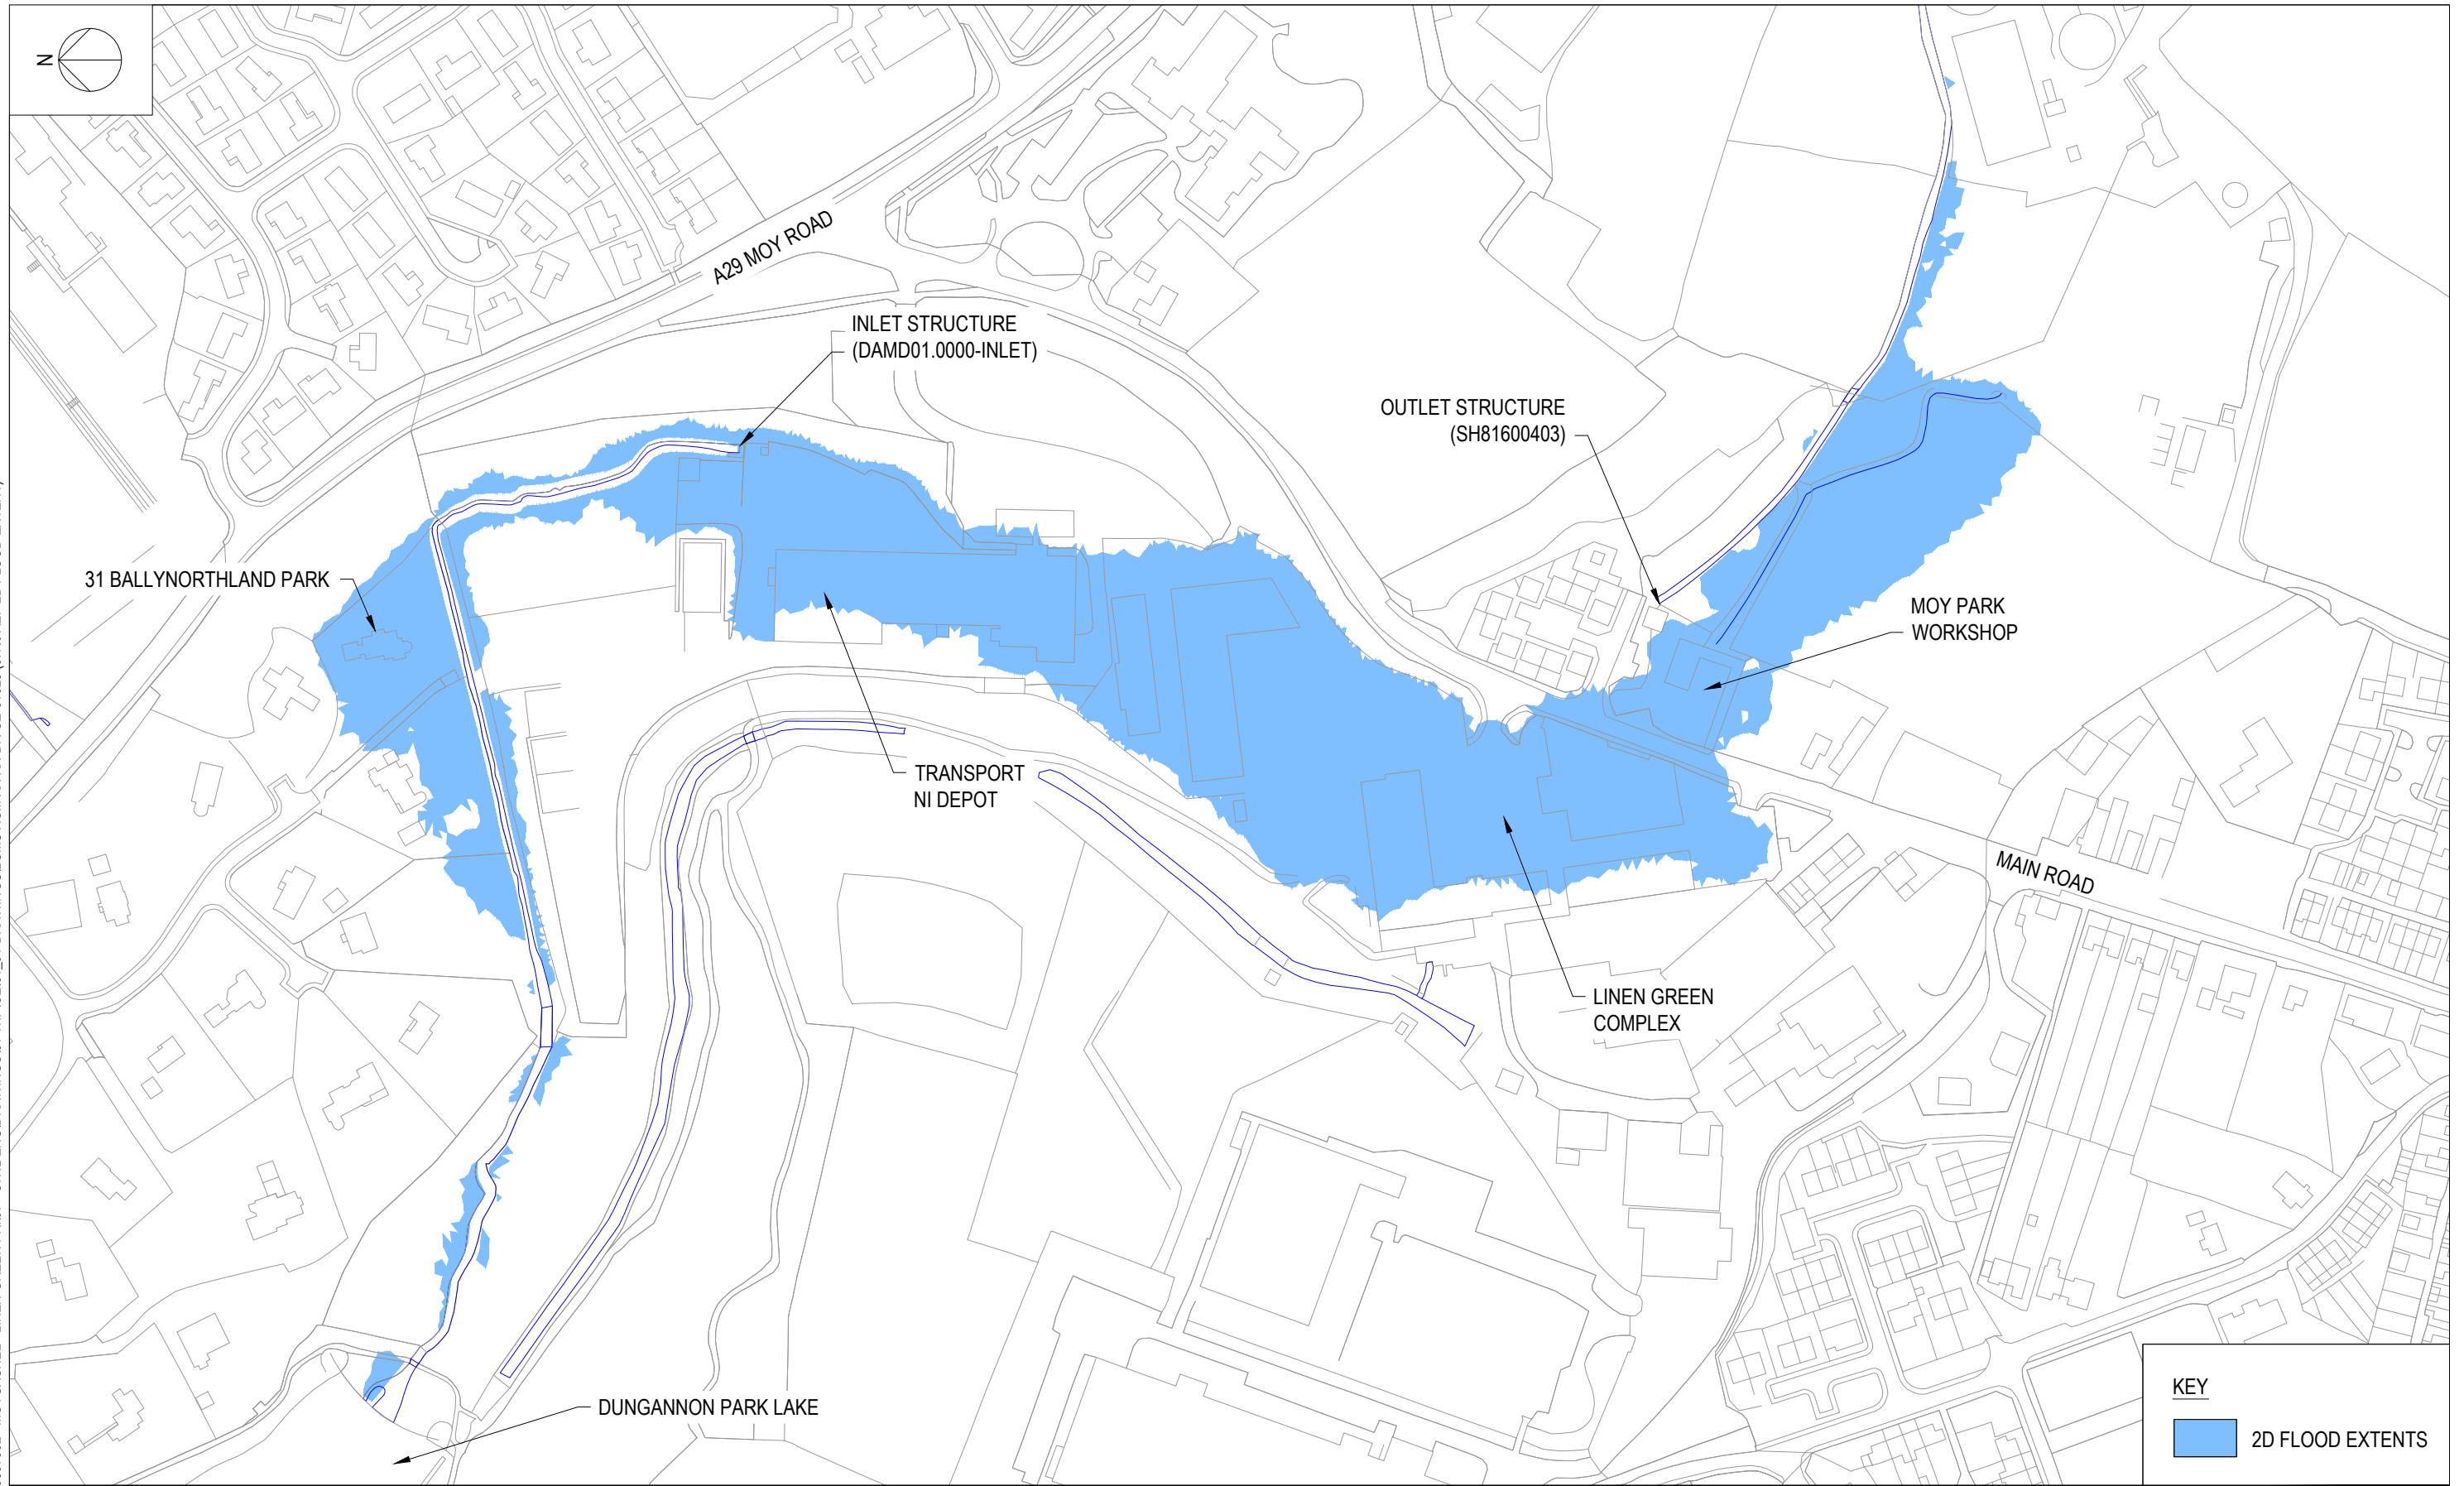 N
A29 MOY ROAD
INLET STRUCTURE
(DAMD01.0000-INLET)
OUTLET STRUCTURE
(SH81600403)
31 BALLYNORTHLAND PARK
MOY PARK
WORKSHOP
TRANSPORT
NI DEPOT
MAIN ROAD
LINEN GREEN
COMPLEX
DUNGANNON PARK LAKE
KEY
2D FLOOD EXTENTS